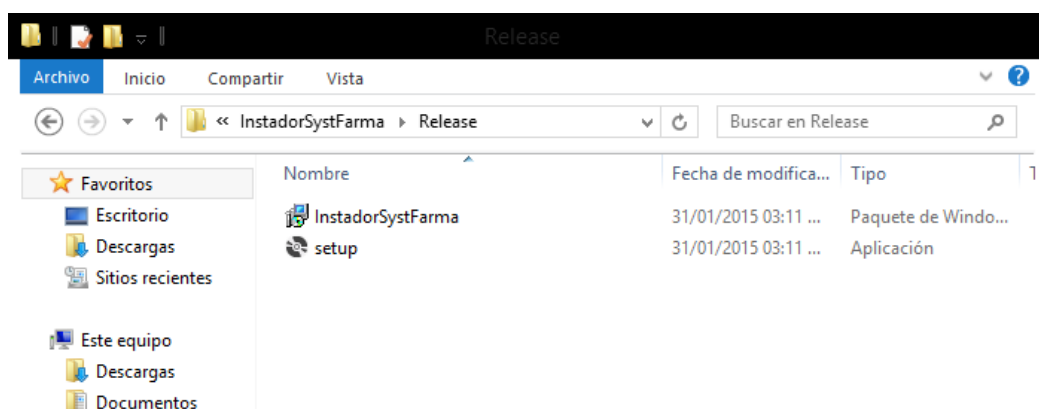 Release
Archivo Inicio Compartir Vista
« InstadorSystFarma Release Buscar en Release
Nombre Fecha de modifica... Tipo T
Favoritos
Escritorio InstadorSystFarma 31/01/2015 03:11 ... Paquete de Windo...
Descargas setup 31/01/2015 03:11 ... Aplicación
Sitios recientes
Este equipo
Descargas
Documentos